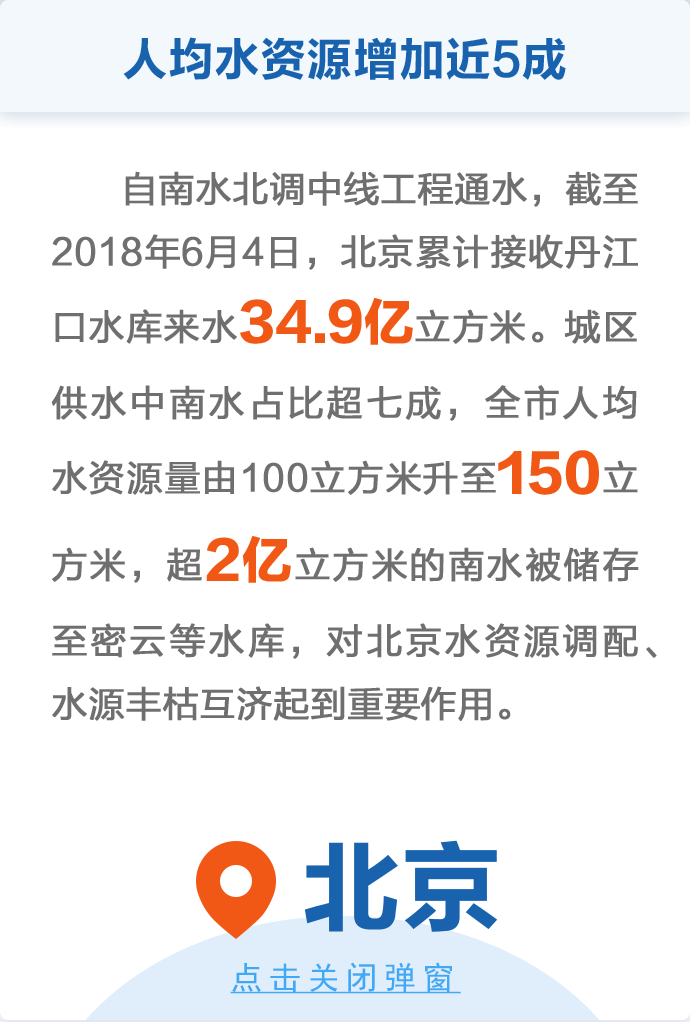 人均水资源增加近5成
自南水北调中线工程通水，截至
2018年6月4日，北京累计接收丹江
口水库来水34.9亿立方米。城区
供水中南水占比超七成，全市人均
水资源量由100立方米升至150立
方米，超2亿立方米的南水被储存
至密云等水库，对北京水资源调配、
水源丰枯互济起到重要作用。
北京
点击关闭弹窗